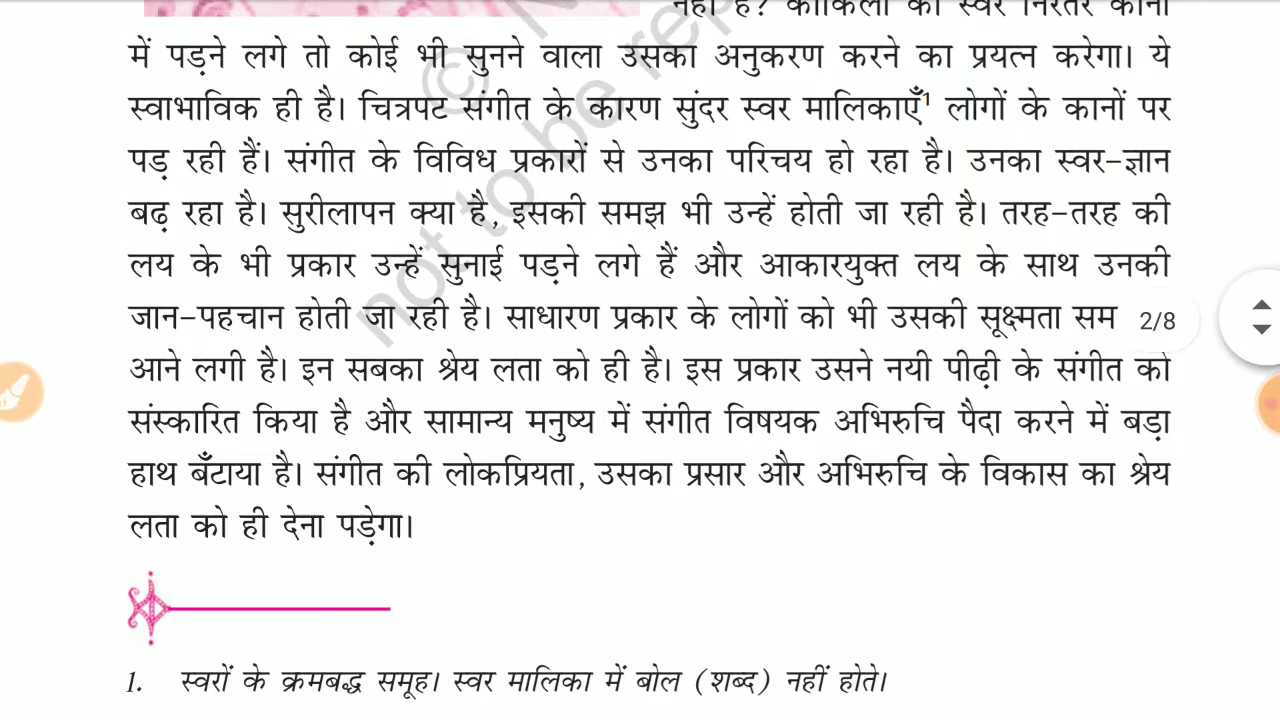 नहीं है? कोकिला का स्वर निरंतर कानों
में पड़ने लगे तो कोई भी सुनने वाला उसका अनुकरण करने का प्रयत्न करेगा। ये
स्वाभाविक ही है। चित्रपट संगीत के कारण सुंदर स्वर मालिकाएँ¹ लोगों के कानों पर
पड़ रही हैं। संगीत के विविध प्रकारों से उनका परिचय हो रहा है। उनका स्वर-ज्ञान
बढ़ रहा है। सुरीलापन क्या है, इसकी समझ भी उन्हें होती जा रही है। तरह-तरह की
लय के भी प्रकार उन्हें सुनाई पड़ने लगे हैं और आकारयुक्त लय के साथ उनकी
जान-पहचान होती जा रही है। साधारण प्रकार के लोगों को भी उसकी सूक्ष्मता सम
2/8
आने लगी है। इन सबका श्रेय लता को ही है। इस प्रकार उसने नयी पीढ़ी के संगीत को
संस्कारित किया है और सामान्य मनुष्य में संगीत विषयक अभिरुचि पैदा करने में बड़ा
हाथ बँटाया है। संगीत की लोकप्रियता, उसका प्रसार और अभिरुचि के विकास का श्रेय
लता को ही देना पड़ेगा।
1. स्वरों के क्रमबद्ध समूह। स्वर मालिका में बोल (शब्द) नहीं होते।
© N
not to be rep